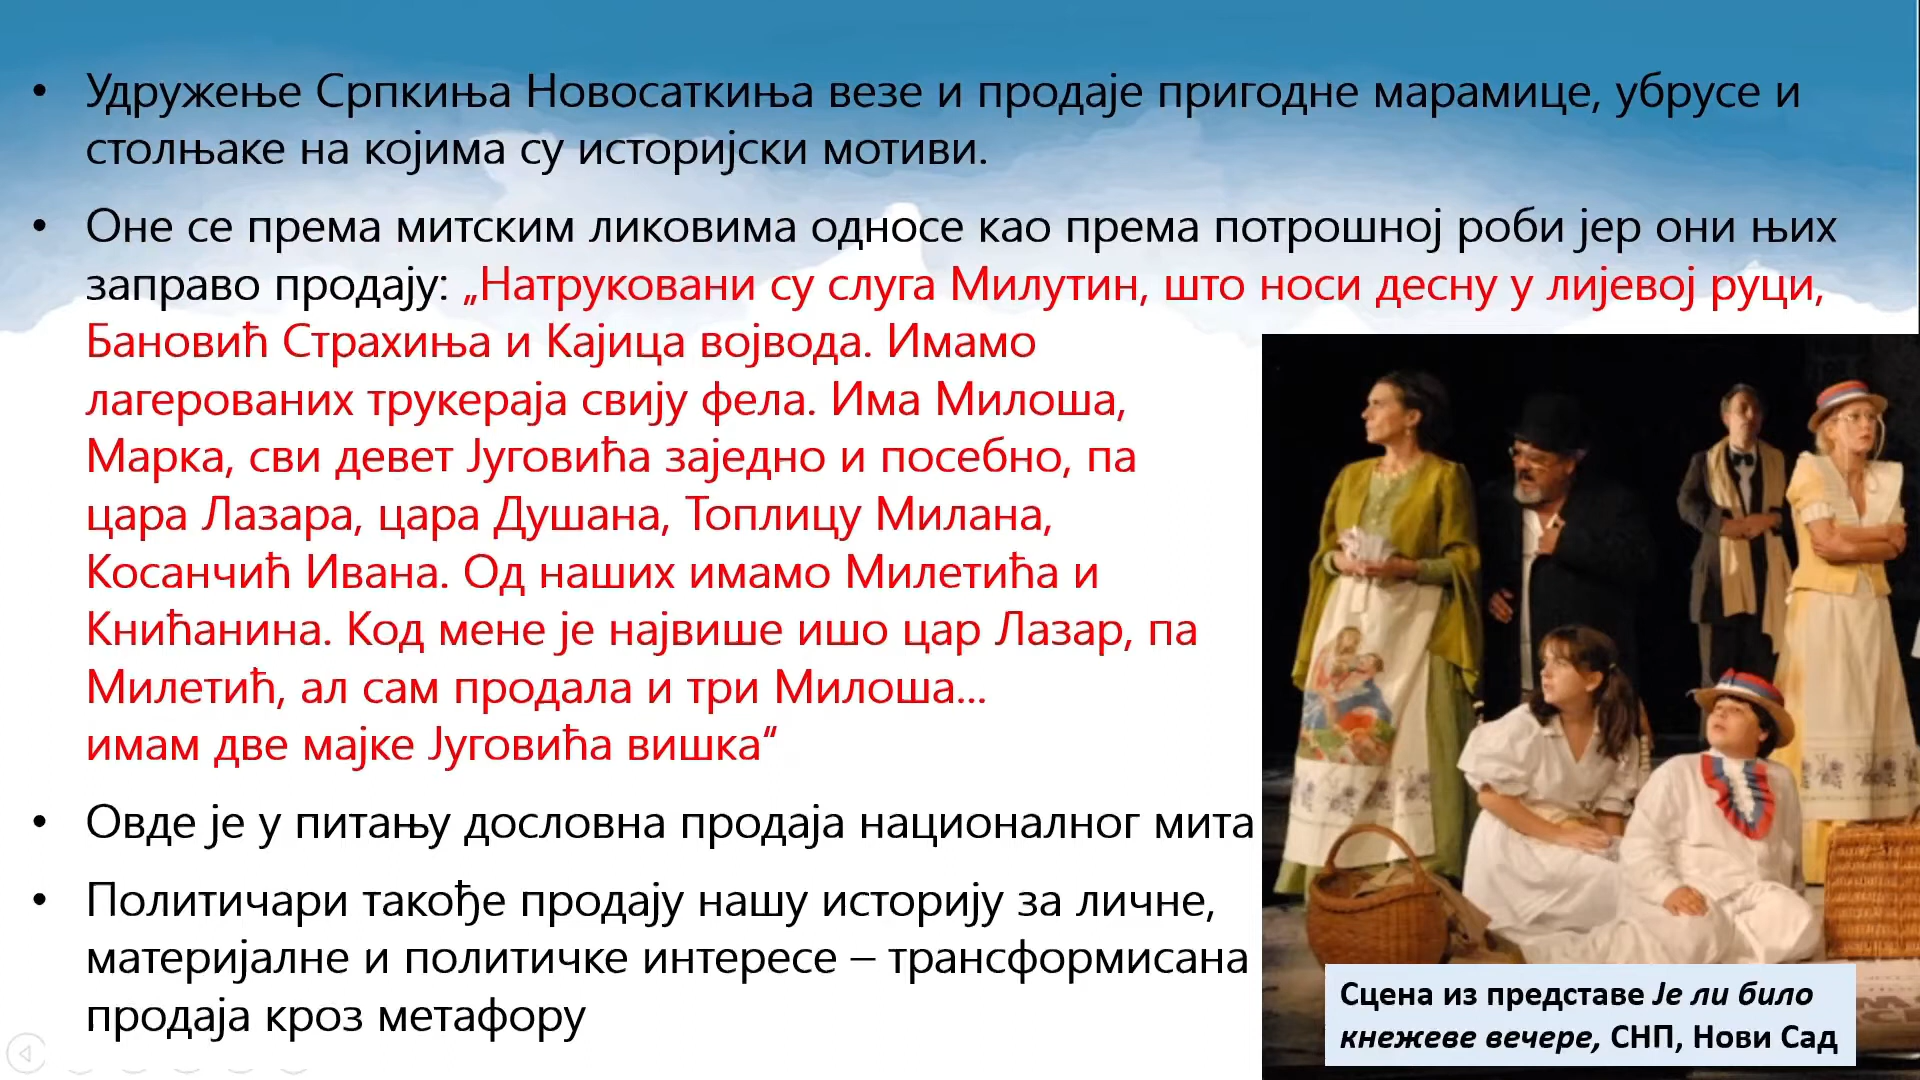 • Удружење Српкиња Новосаткиња везе и продаје пригодне марамице, убрусе и
столњаке на којима су историјски мотиви.
• Оне се према митским ликовима односе као према потрошној роби јер они њих
заправо продају: „Натруковани су слуга Милутин, што носи десну у лијевој руци,
Бановић Страхиња и Кајица војвода. Имамо
лагерованих трукераја свију фела. Има Милоша,
Марка, сви девет Југовића заједно и посебно, па
цара Лазара, цара Душана, Топлицу Милана,
Косанчић Ивана. Од наших имамо Милетића и
Книћанина. Код мене је највише ишо цар Лазар, па
Милетић, ал сам продала и три Милоша...
имам две мајке Југовића вишка“
• Овде је у питању дословна продаја националног мита
• Политичари такође продају нашу историју за личне,
материјалне и политичке интересе – трансформисана
продаја кроз метафору
Сцена из представе Је ли било
кнежеве вечере, СНП, Нови Сад